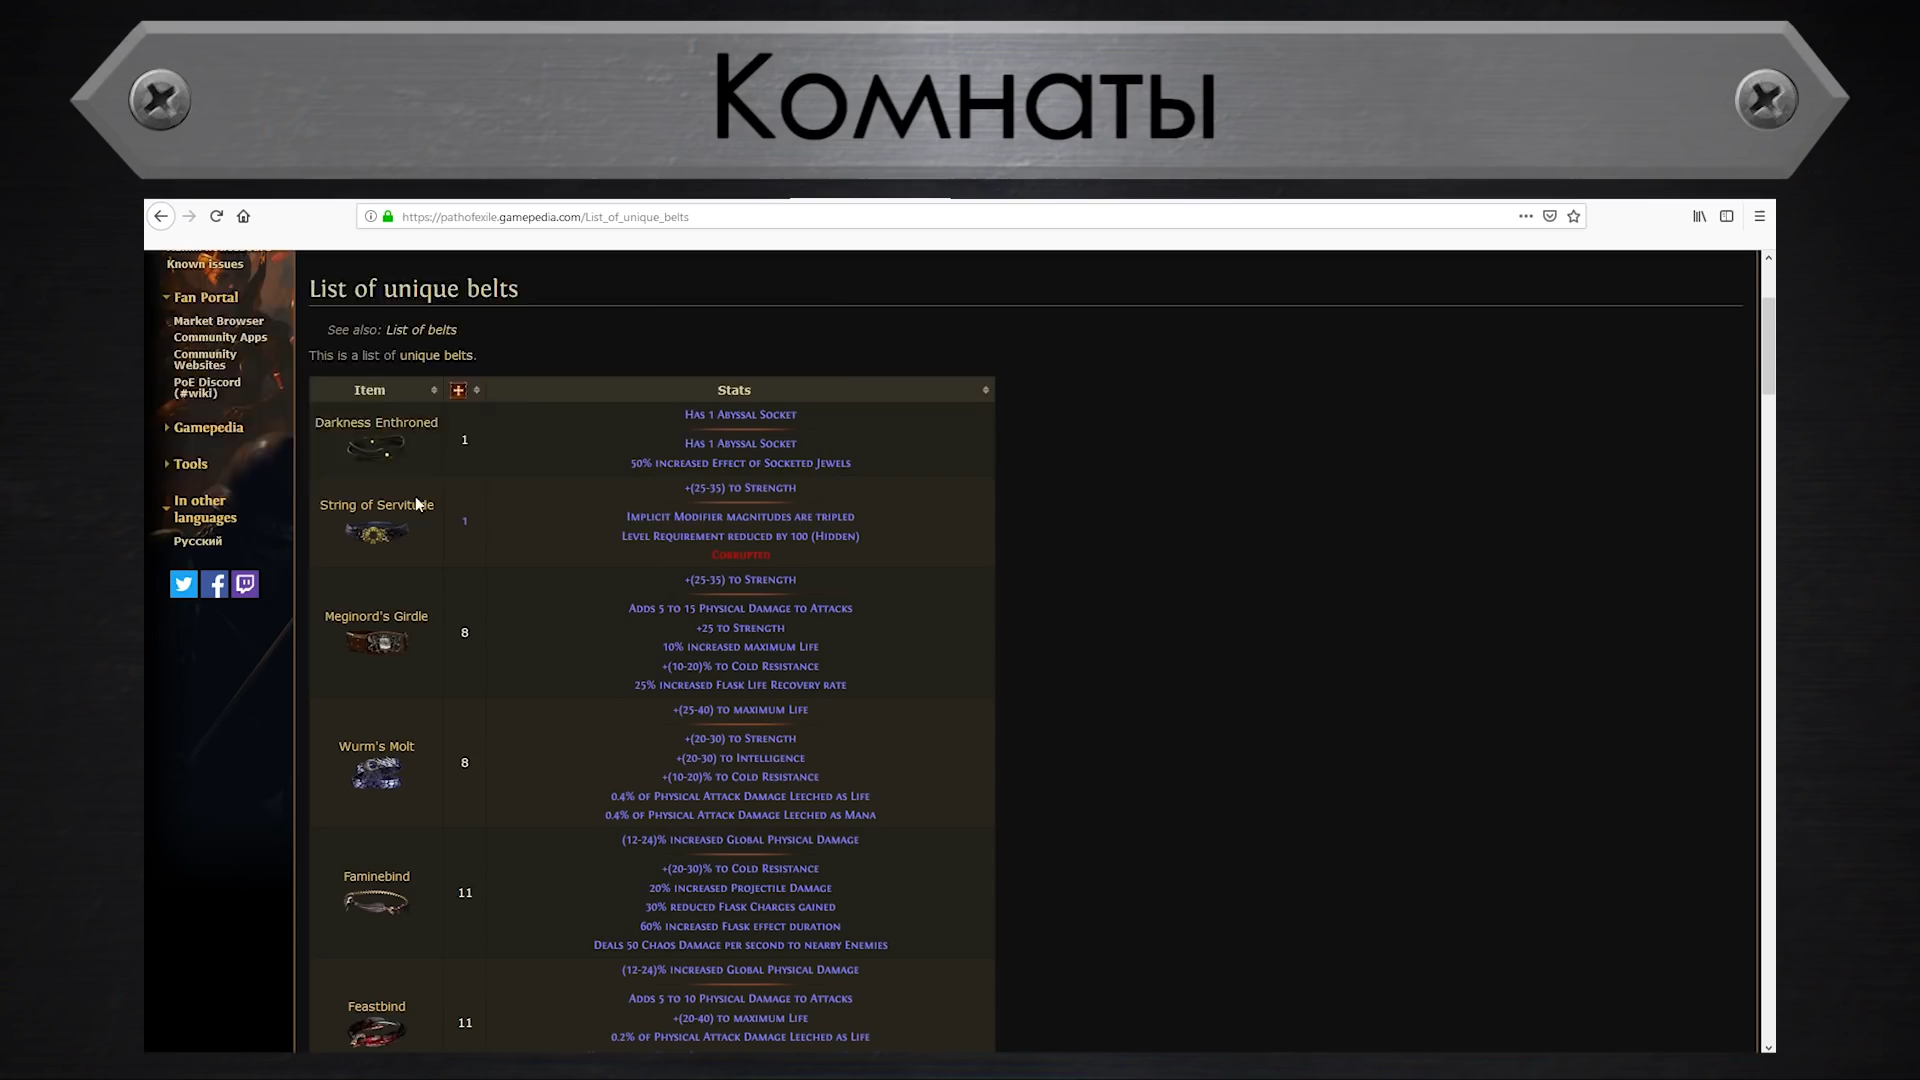 Комнаты
https://pathofexile.gamepedia.com/List_of_unique_belts
Known issues
Fan Portal
Market Browser
Community Apps
Community
Websites
PoE Discord
(#wiki)
Gamepedia
Tools
In other
languages
Русский
List of unique belts
See also: List of belts
This is a list of unique belts.
Item Stats
Darkness Enthroned
1
Has 1 Abyssal Socket
Has 1 Abyssal Socket
50% increased Effect of Socketed Jewels
String of Servitude
1
+(25-35) to Strength
Implicit Modifier magnitudes are tripled
Level Requirement reduced by 100 (Hidden)
Corrupted
Meginord's Girdle
8
+(25-35) to Strength
Adds 5 to 15 Physical Damage to Attacks
+25 to Strength
10% increased maximum Life
+(10-20)% to Cold Resistance
25% increased Flask Life Recovery rate
Wurm's Molt
8
+(25-40) to maximum Life
+(20-30) to Strength
+(20-30) to Intelligence
+(10-20)% to Cold Resistance
0.4% of Physical Attack Damage Leeched as Life
0.4% of Physical Attack Damage Leeched as Mana
Faminebind
11
(12-24)% increased Global Physical Damage
+(20-30)% to Cold Resistance
20% increased Projectile Damage
30% reduced Flask Charges gained
60% increased Flask effect duration
Deals 50 Chaos Damage per second to nearby Enemies
Feastbind
11
(12-24)% increased Global Physical Damage
Adds 5 to 10 Physical Damage to Attacks
+(20-40) to maximum Life
0.2% of Physical Attack Damage Leeched as Life